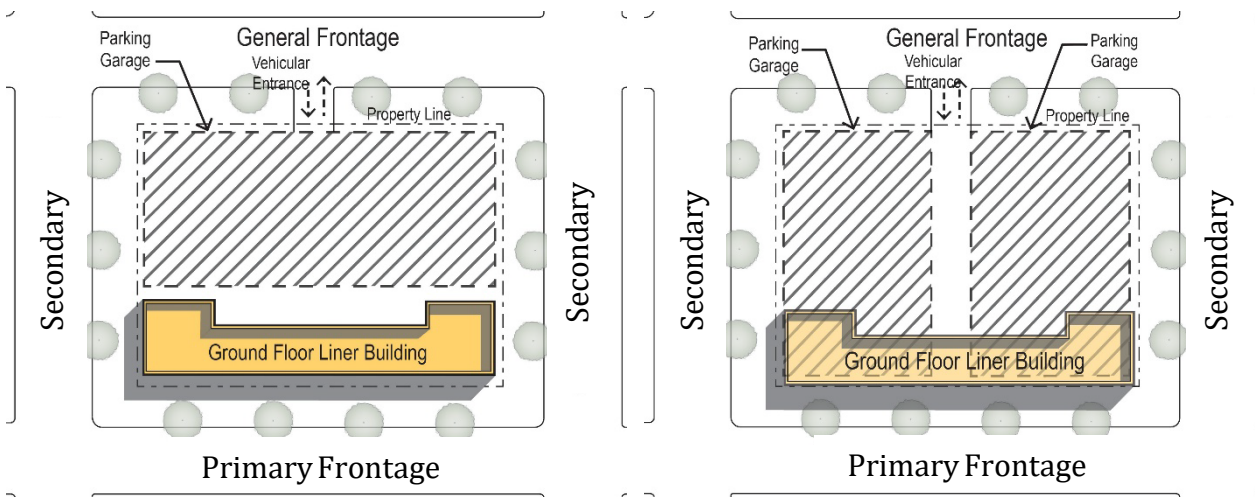 General Frontage
Parking
Garage
Vehicular
Entrance
Property Line
Secondary
Secondary
Ground Floor Liner Building
Primary Frontage
General Frontage
Parking
Garage
Vehicular
Entrance
Parking
Garage
Property Line
Secondary
Secondary
Ground Floor Liner Building
Primary Frontage